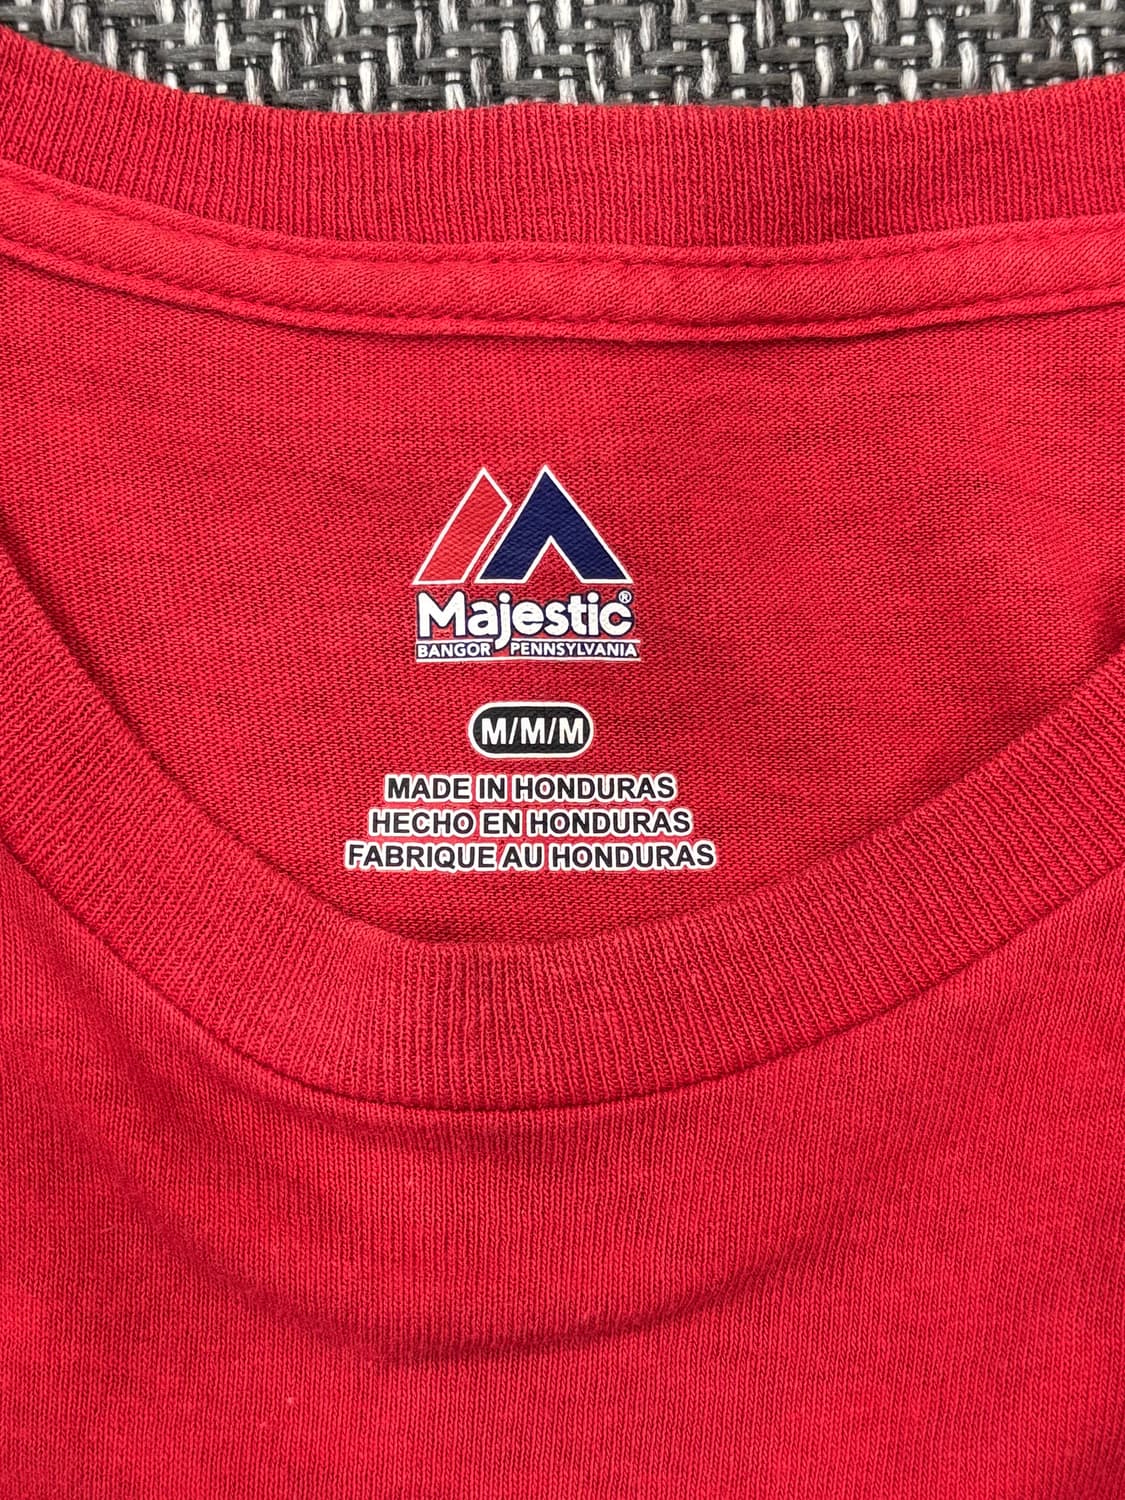 Majestic®
BANGOR PENNSYLVANIA
M/M/M
MADE IN HONDURAS
HECHO EN HONDURAS
FABRIQUE AU HONDURAS